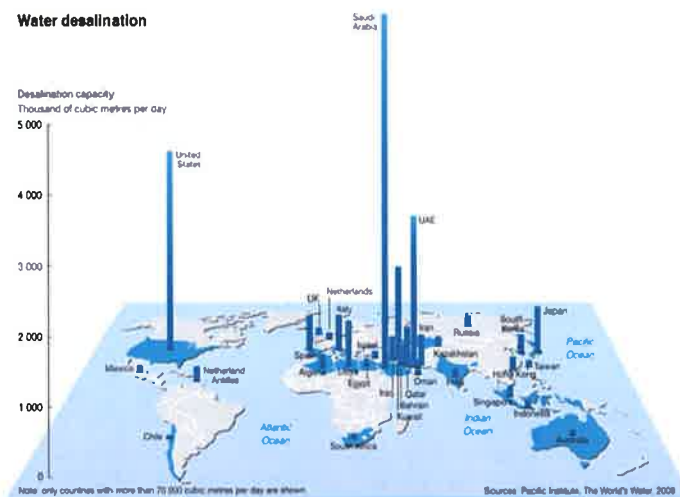 Water desalination
Desalination capacity
Thousand of cubic metres per day
5 000
4 000
3 000
2 000
1 000
0
Saudi
Arabia
United
States
UAE
UK
Netherlands
Italy
Spain
Israel
Iran
Russia
South
Korea
Japan
Pacific
Ocean
Mexico
Netherland
Antilles
Egypt
Kazakhstan
Taiwan
Hong Kong
Iraq
Oman
Qatar
Bahrain
Kuwait
Singapore
Indonesia
Indian
Ocean
Atlantic
Ocean
Chile
South Africa
Australia
Note: only countries with more than 70 000 cubic metres per day are shown
Sources: Pacific Institute, The World's Water, 2008